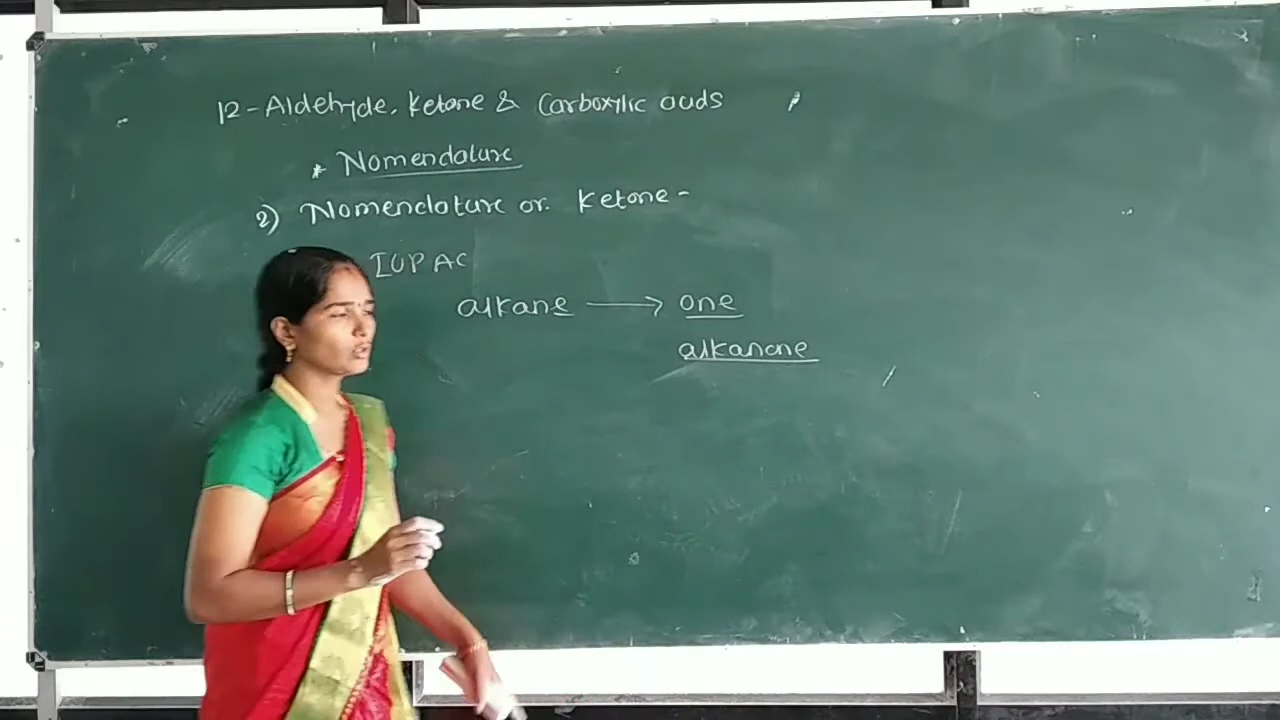 12-Aldehyde, ketone & Carboxylic acids
* Nomenclature
2) Nomenclature or ketone-
IUPAC
alkane → one
alkanone